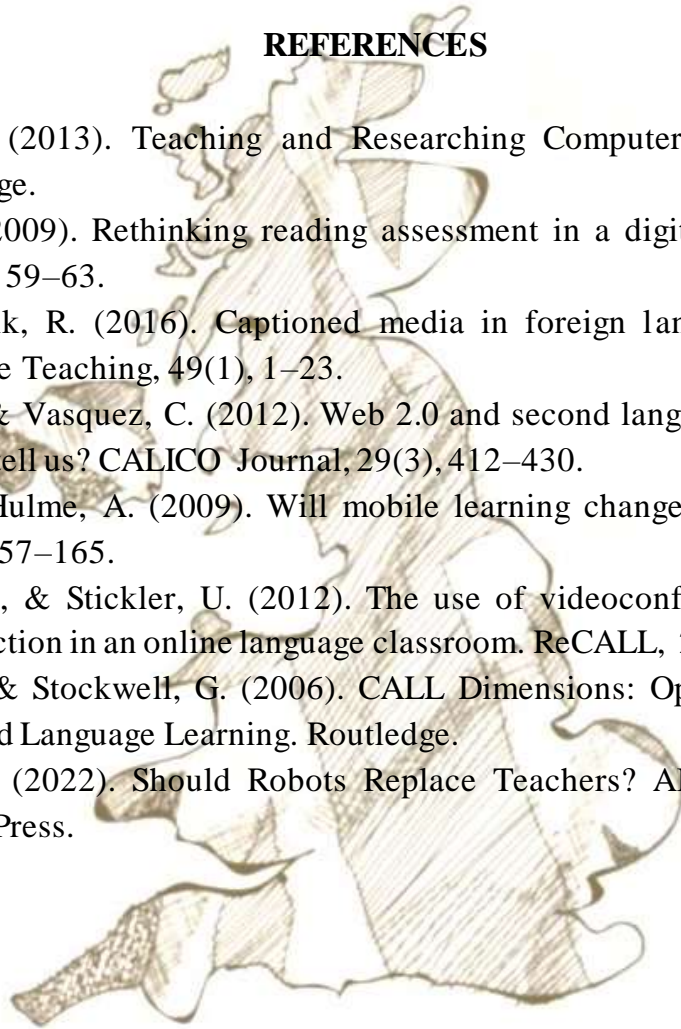 REFERENCES
(2013). Teaching and Researching Computer
ge.
2009). Rethinking reading assessment in a digit
59–63.
k, R. (2016). Captioned media in foreign lan
e Teaching, 49(1), 1–23.
& Vasquez, C. (2012). Web 2.0 and second lang
tell us? CALICO Journal, 29(3), 412–430.
Hulme, A. (2009). Will mobile learning change
57–165.
, & Stickler, U. (2012). The use of videoconf
ction in an online language classroom. ReCALL,
& Stockwell, G. (2006). CALL Dimensions: Op
d Language Learning. Routledge.
(2022). Should Robots Replace Teachers? AI
Press.